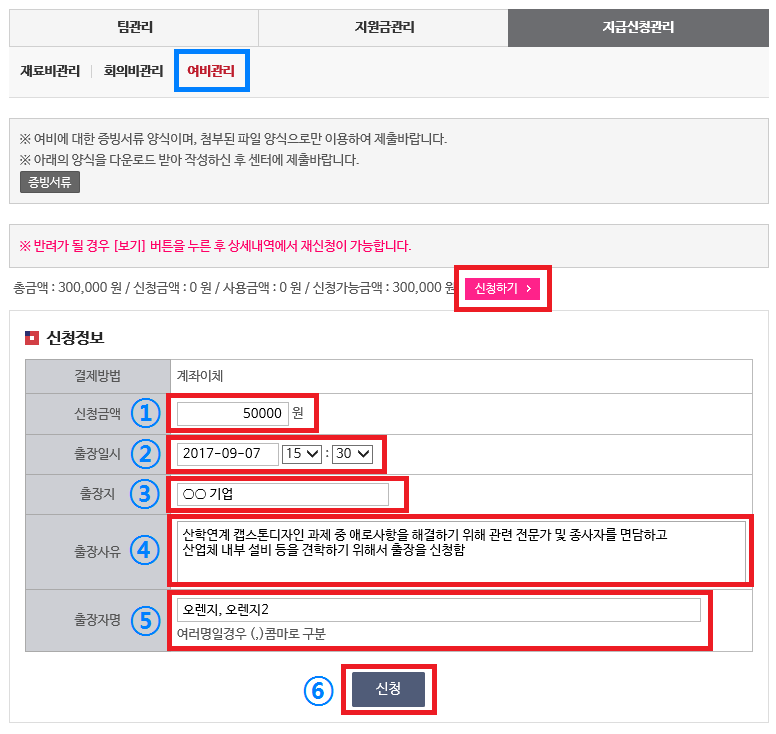 팀관리 지원금관리 지급신청관리
재료비관리 회의비관리 여비관리
※ 여비에 대한 증빙서류 양식이며, 첨부된 파일 양식으로만 이용하여 제출바랍니다.
※ 아래의 양식을 다운로드 받아 작성하신 후 센터에 제출바랍니다.
증빙서류
※ 반려가 될 경우 [보기] 버튼을 누른 후 상세내역에서 재신청이 가능합니다.
총금액 : 300,000 원 / 신청금액 : 0 원 / 사용금액 : 0 원 / 신청가능금액 : 300,000 원 신청하기 >
신청정보
결제방법 계좌이체
신청금액 ① 50000 원
출장일시 ② 2017-09-07 15 : 30
출장지 ③ ○○ 기업
출장사유 ④ 산학연계 캡스톤디자인 과제 중 애로사항을 해결하기 위해 관련 전문가 및 종사자를 면담하고
산업체 내부 설비 등을 견학하기 위해서 출장을 신청함
출장자명 ⑤ 오렌지, 오렌지2
여러명일경우 (,)콤마로 구분
⑥ 신청